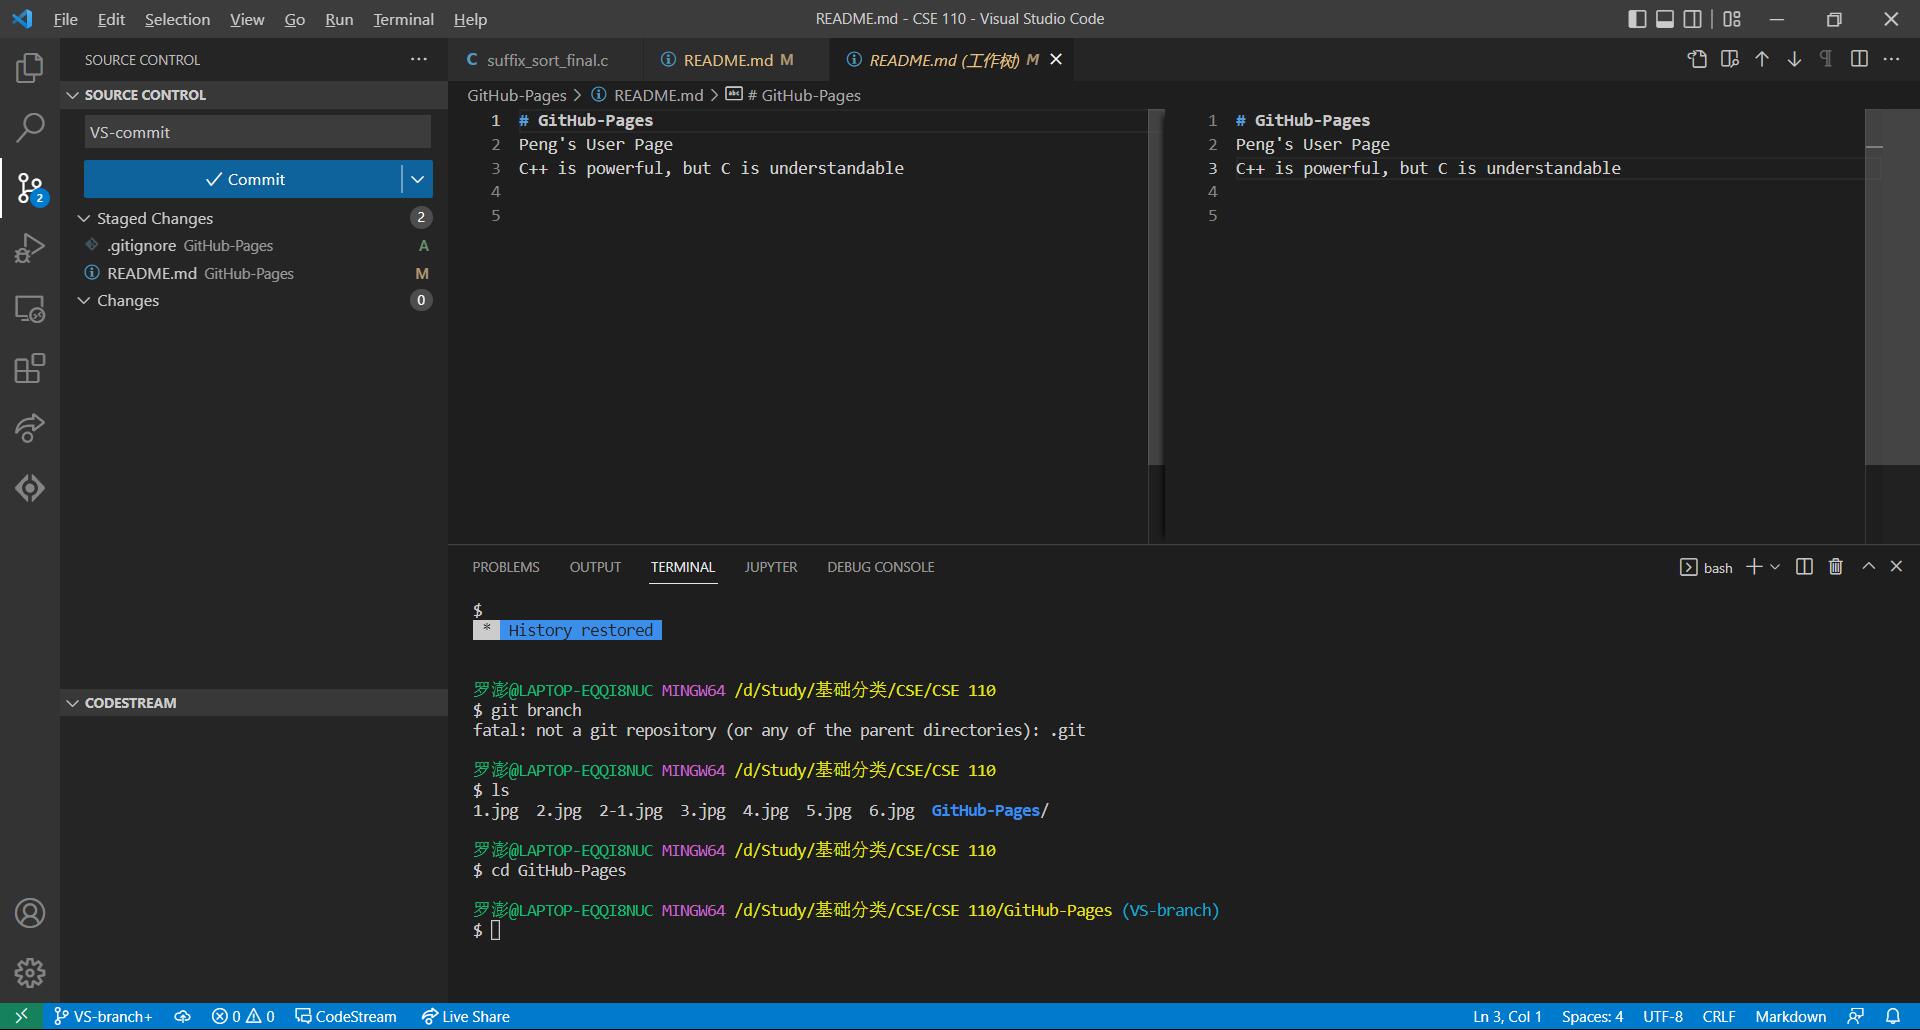 File Edit Selection View Go Run Terminal Help
README.md - CSE 110 - Visual Studio Code
SOURCE CONTROL
SOURCE CONTROL
VS-commit
Commit
Staged Changes 2
.gitignore GitHub-Pages A
README.md GitHub-Pages M
Changes 0
2
CODESTREAM
suffix_sort_final.c
README.md M
README.md (工作树) M
GitHub-Pages > README.md > # GitHub-Pages
1 # GitHub-Pages
2 Peng's User Page
3 C++ is powerful, but C is understandable
4
5
1 # GitHub-Pages
2 Peng's User Page
3 C++ is powerful, but C is understandable
4
5
PROBLEMS OUTPUT TERMINAL JUPYTER DEBUG CONSOLE
bash
$
* History restored
罗澎@LAPTOP-EQQI8NUC MINGW64 /d/Study/基础分类/CSE/CSE 110
$ git branch
fatal: not a git repository (or any of the parent directories): .git
罗澎@LAPTOP-EQQI8NUC MINGW64 /d/Study/基础分类/CSE/CSE 110
$ ls
1.jpg 2.jpg 2-1.jpg 3.jpg 4.jpg 5.jpg 6.jpg GitHub-Pages/
罗澎@LAPTOP-EQQI8NUC MINGW64 /d/Study/基础分类/CSE/CSE 110
$ cd GitHub-Pages
罗澎@LAPTOP-EQQI8NUC MINGW64 /d/Study/基础分类/CSE/CSE 110/GitHub-Pages (VS-branch)
$
VS-branch+ 0 0 CodeStream Live Share
Ln 3, Col 1 Spaces: 4 UTF-8 CRLF Markdown